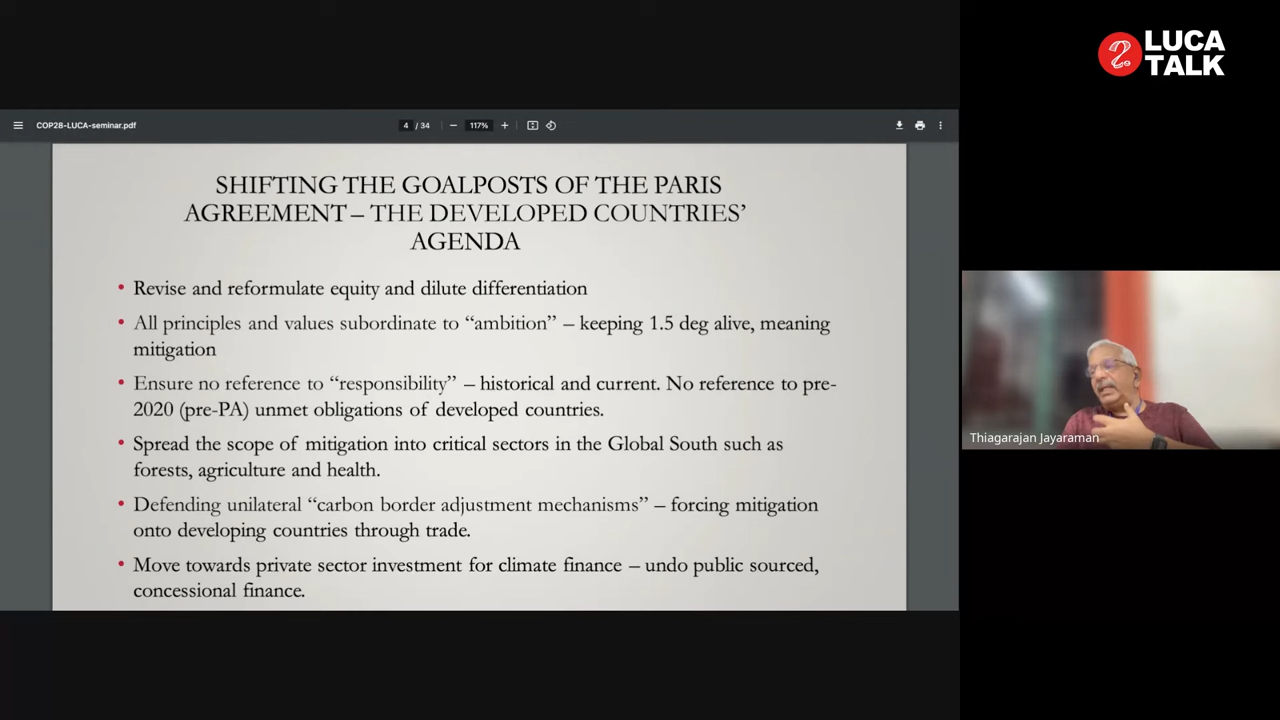 LUCA
TALK
COP28-LUCA-seminar.pdf
4 / 34
117%
SHIFTING THE GOALPOSTS OF THE PARIS
AGREEMENT – THE DEVELOPED COUNTRIES’
AGENDA
• Revise and reformulate equity and dilute differentiation
• All principles and values subordinate to “ambition” – keeping 1.5 deg alive, meaning
mitigation
• Ensure no reference to “responsibility” – historical and current. No reference to pre-
2020 (pre-PA) unmet obligations of developed countries.
• Spread the scope of mitigation into critical sectors in the Global South such as
forests, agriculture and health.
• Defending unilateral “carbon border adjustment mechanisms” – forcing mitigation
onto developing countries through trade.
• Move towards private sector investment for climate finance – undo public sourced,
concessional finance.
Thiagarajan Jayaraman